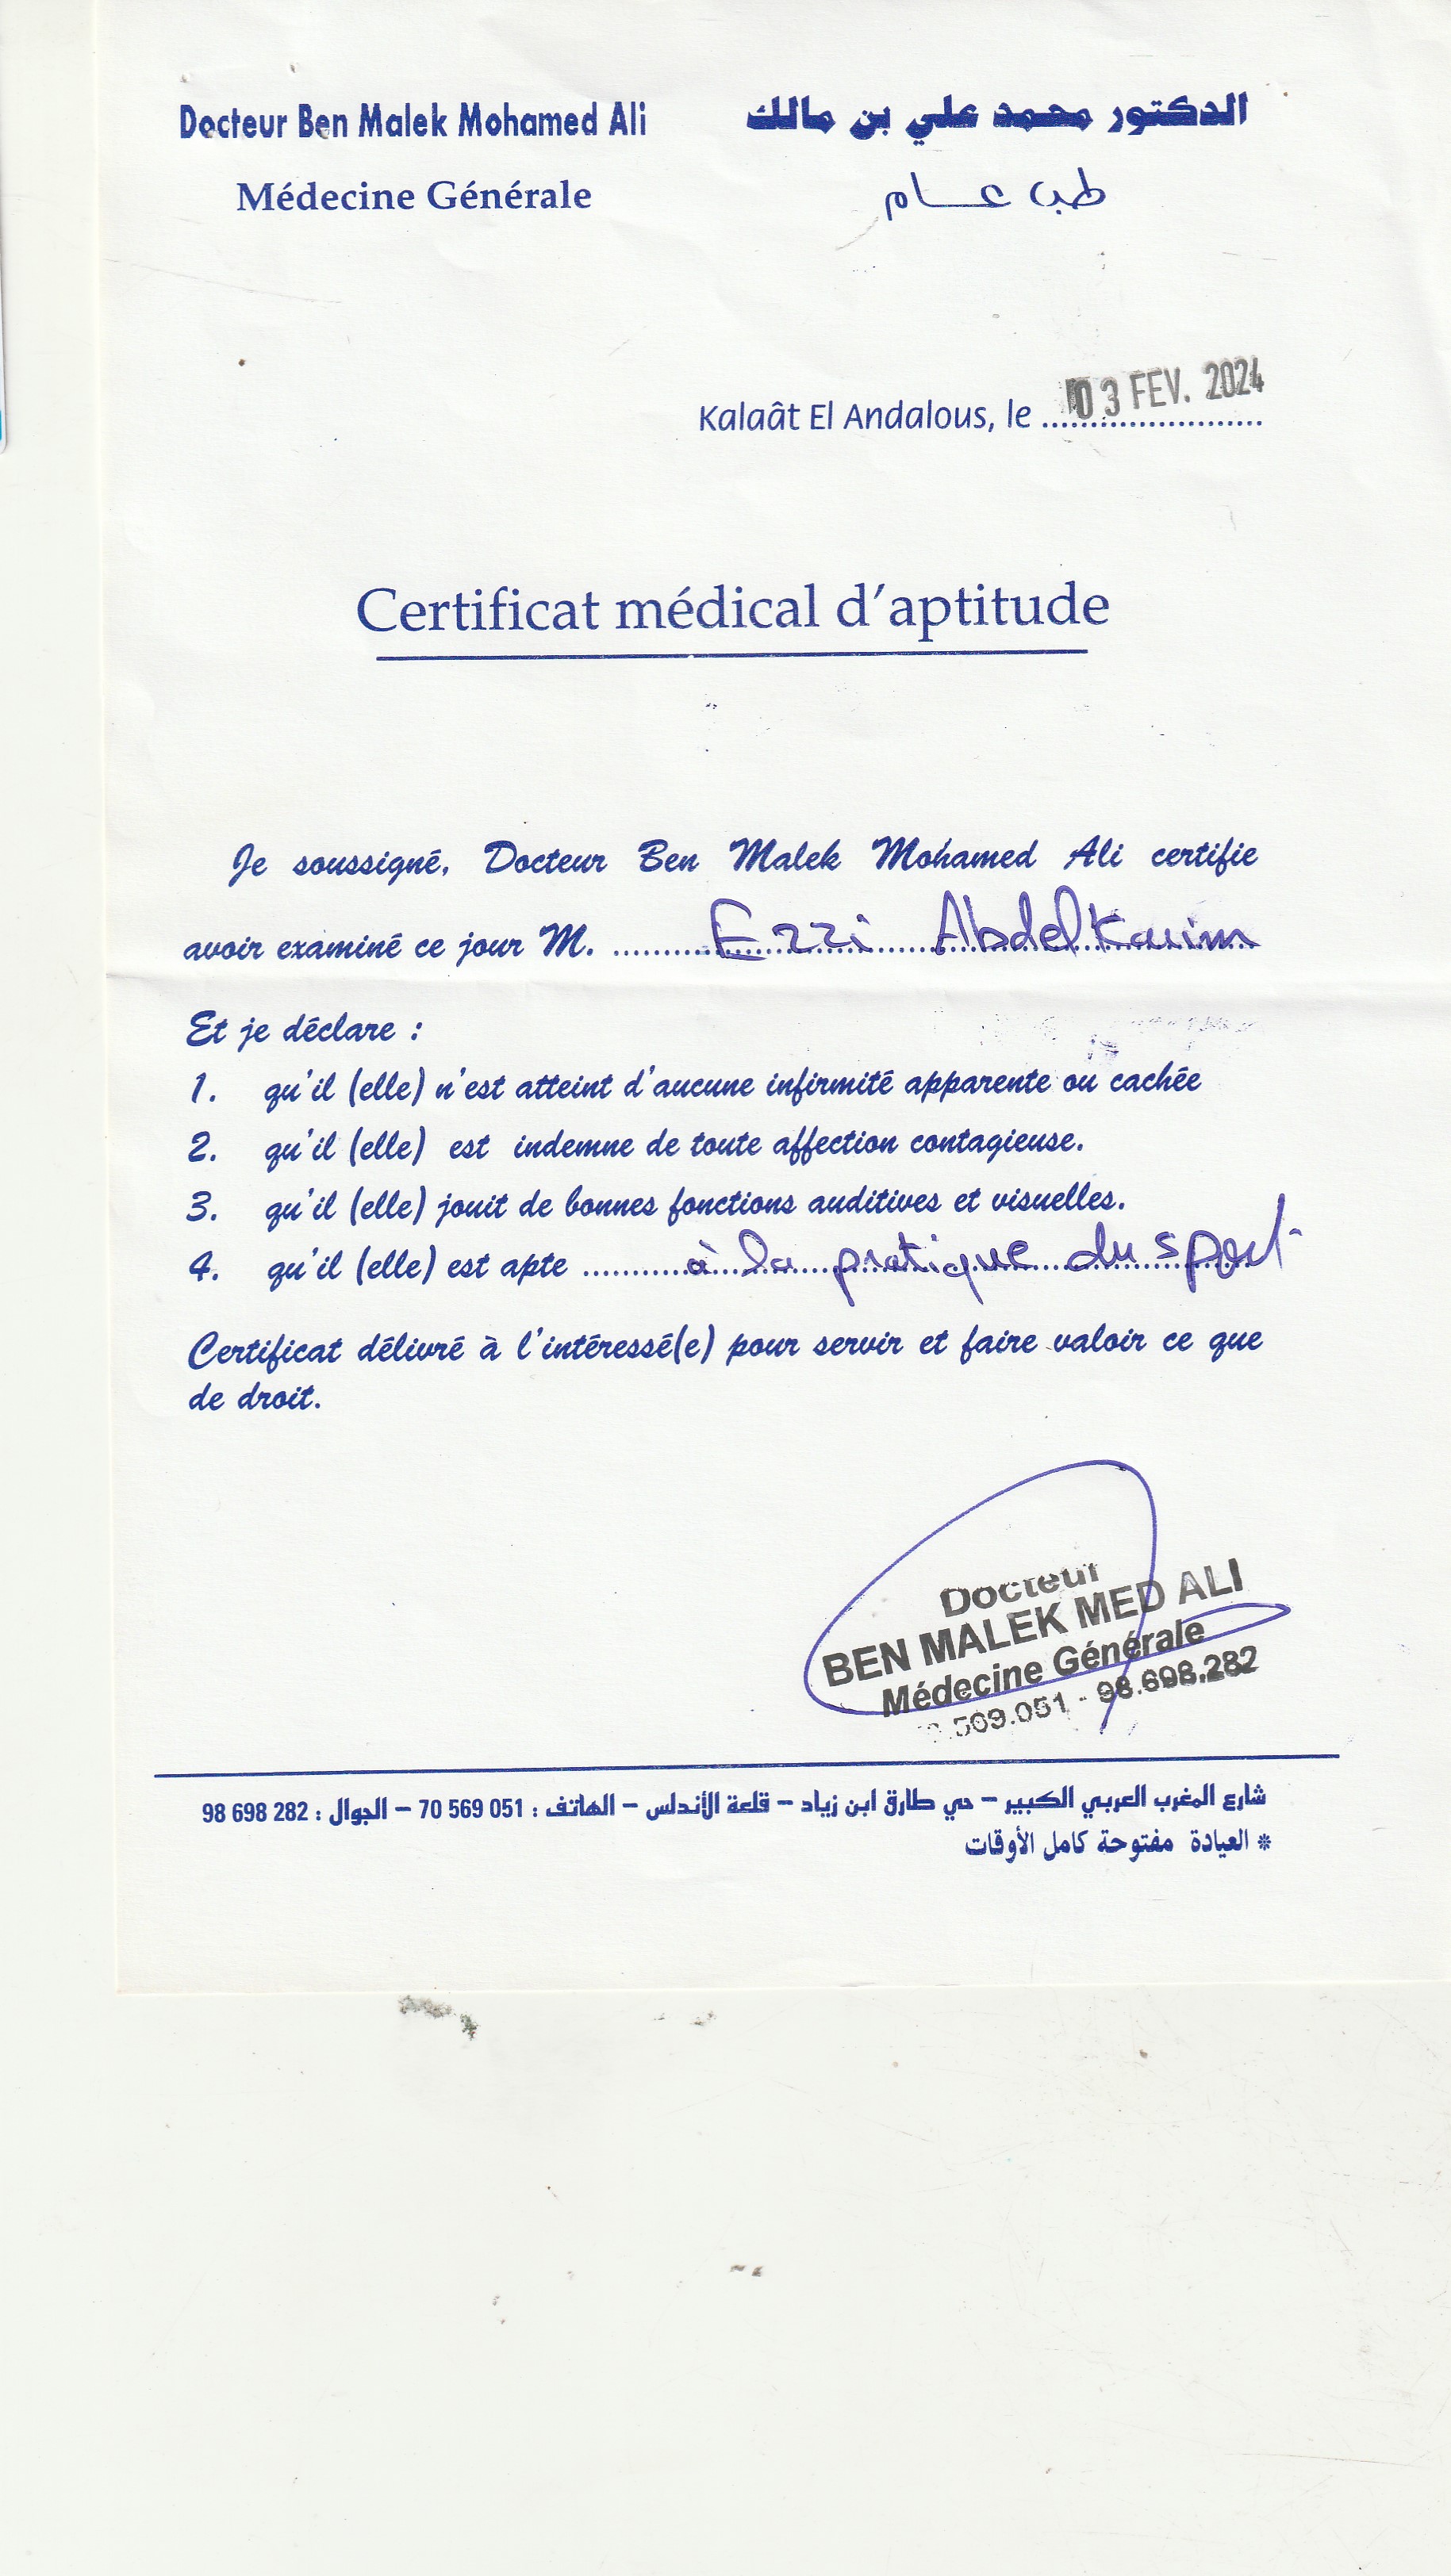 Docteur Ben Malek Mohamed Ali
الدكتور محمد علي بن مالك
Médecine Générale
طب عام
Kalaât El Andalous, le 03 FEV. 2024
Certificat médical d'aptitude
Je soussigné, Docteur Ben Malek Mohamed Ali certifie
avoir examiné ce jour M. Ezzi Abdelkarim
Et je déclare :
1. qu'il (elle) n'est atteint d'aucune infirmité apparente ou cachée
2. qu'il (elle) est indemne de toute affection contagieuse.
3. qu'il (elle) jouit de bonnes fonctions auditives et visuelles.
4. qu'il (elle) est apte à la pratique du sport
Certificat délivré à l'intéressé(e) pour servir et faire valoir ce que
de droit.
Docteur
BEN MALEK MED ALI
Médecine Générale
.569.051 - 98.698.282
شارع المغرب العربي الكبير – حي طارق ابن زياد – قلعة الأندلس – الهاتف : 051 569 70 – الجوال : 282 698 98
* العيادة مفتوحة كامل الأوقات